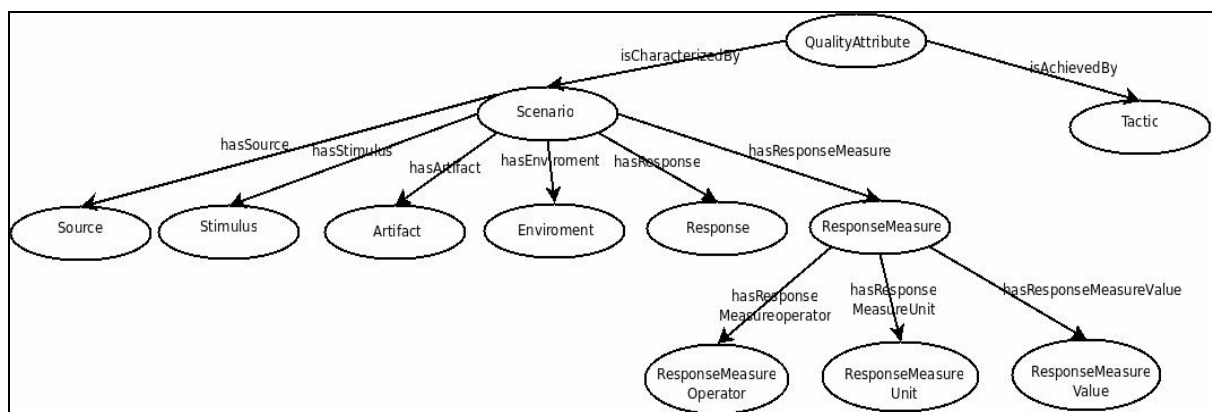 QualityAttribute
isCharacterizedBy
isAchievedBy
Scenario
Tactic
hasSource
hasStimulus
hasArtifact
hasEnviroment
hasResponse
hasResponseMeasure
Source
Stimulus
Artifact
Enviroment
Response
ResponseMeasure
hasResponse
Measureoperator
hasResponse
MeasureUnit
hasResponseMeasureValue
ResponseMeasure
Operator
ResponseMeasure
Unit
ResponseMeasure
Value